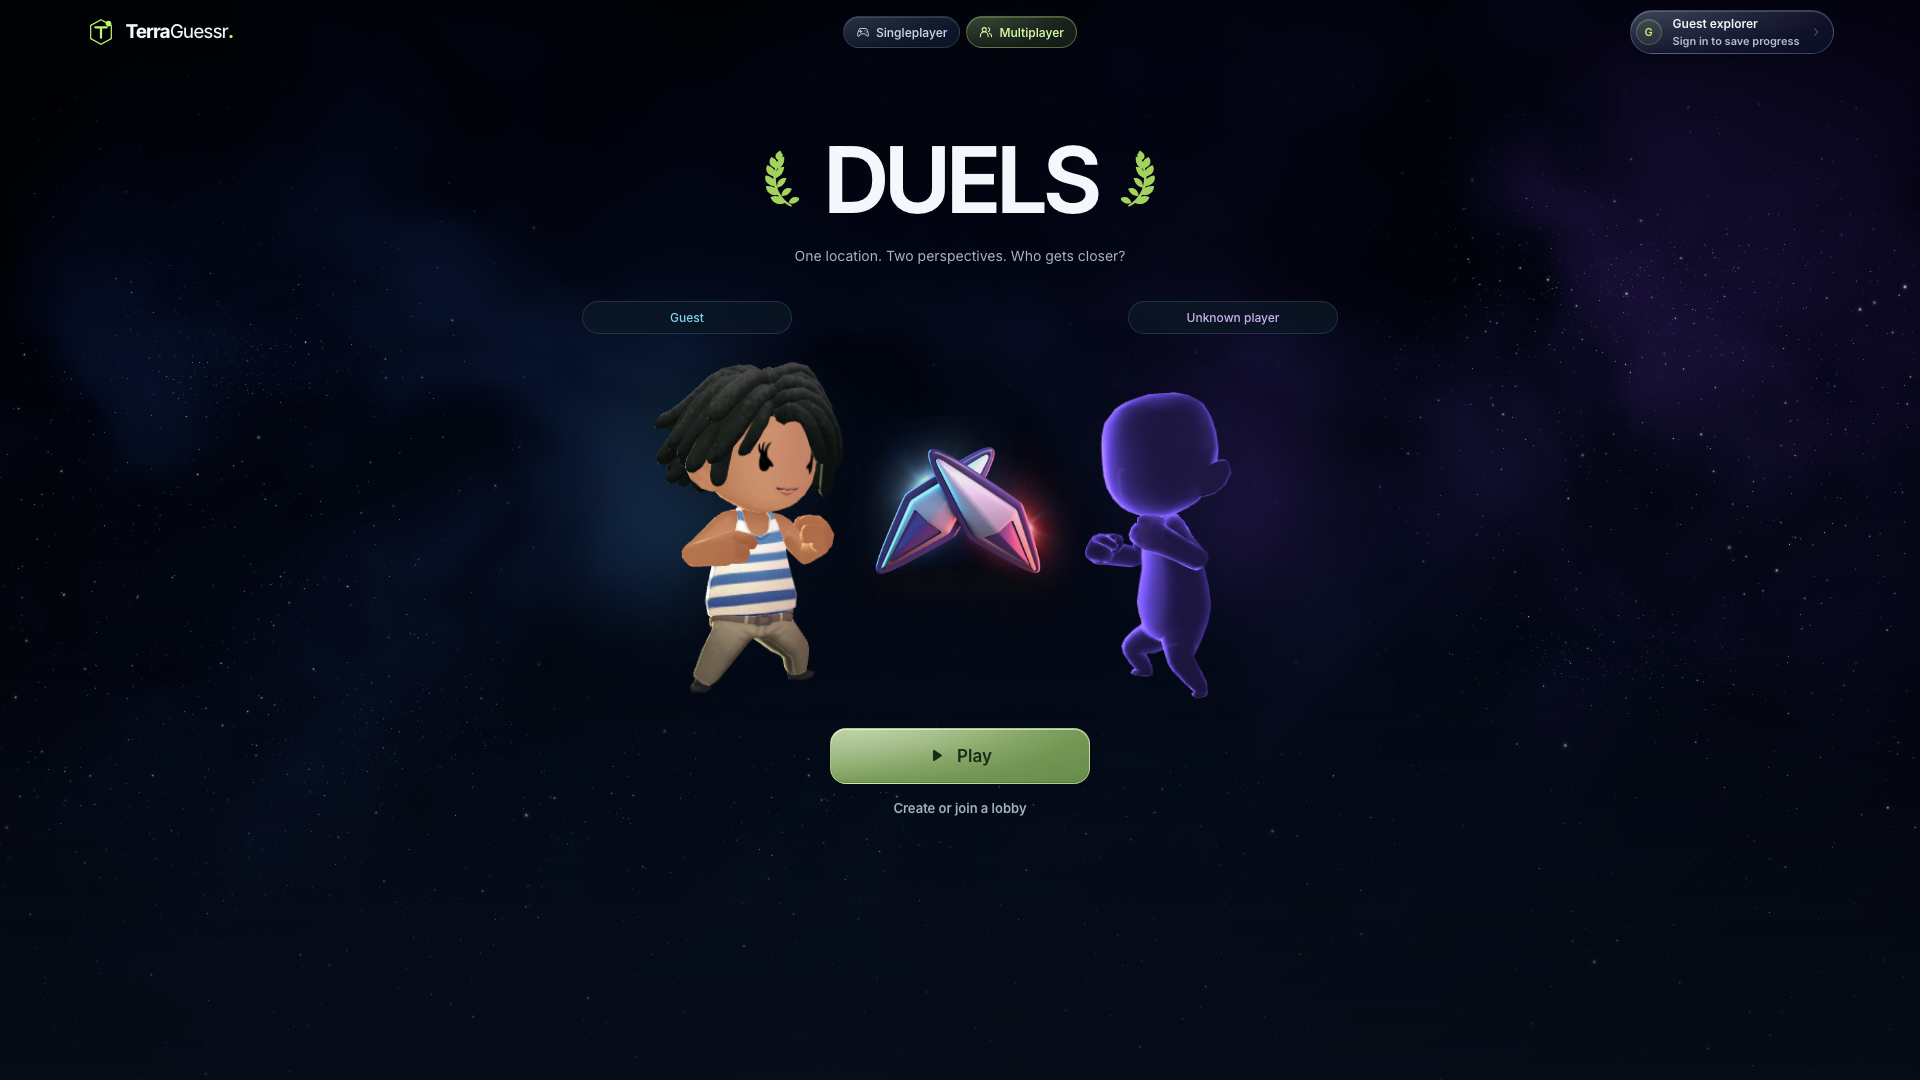 TerraGuessr.
Singleplayer
Multiplayer
G
Guest explorer
Sign in to save progress
DUELS
One location. Two perspectives. Who gets closer?
Guest
Unknown player
Play
Create or join a lobby